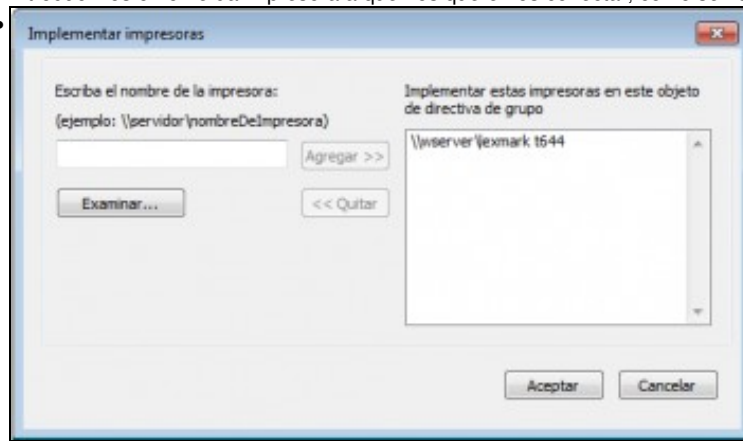 Implementar impresoras
Escriba el nombre de la impresora:
(ejemplo: \\servidor\nombreDeImpresora)
Agregar >>
Examinar...
<< Quitar
Implementar estas impresoras en este objeto
de directiva de grupo
\\wserver\lexmark t644
Aceptar
Cancelar